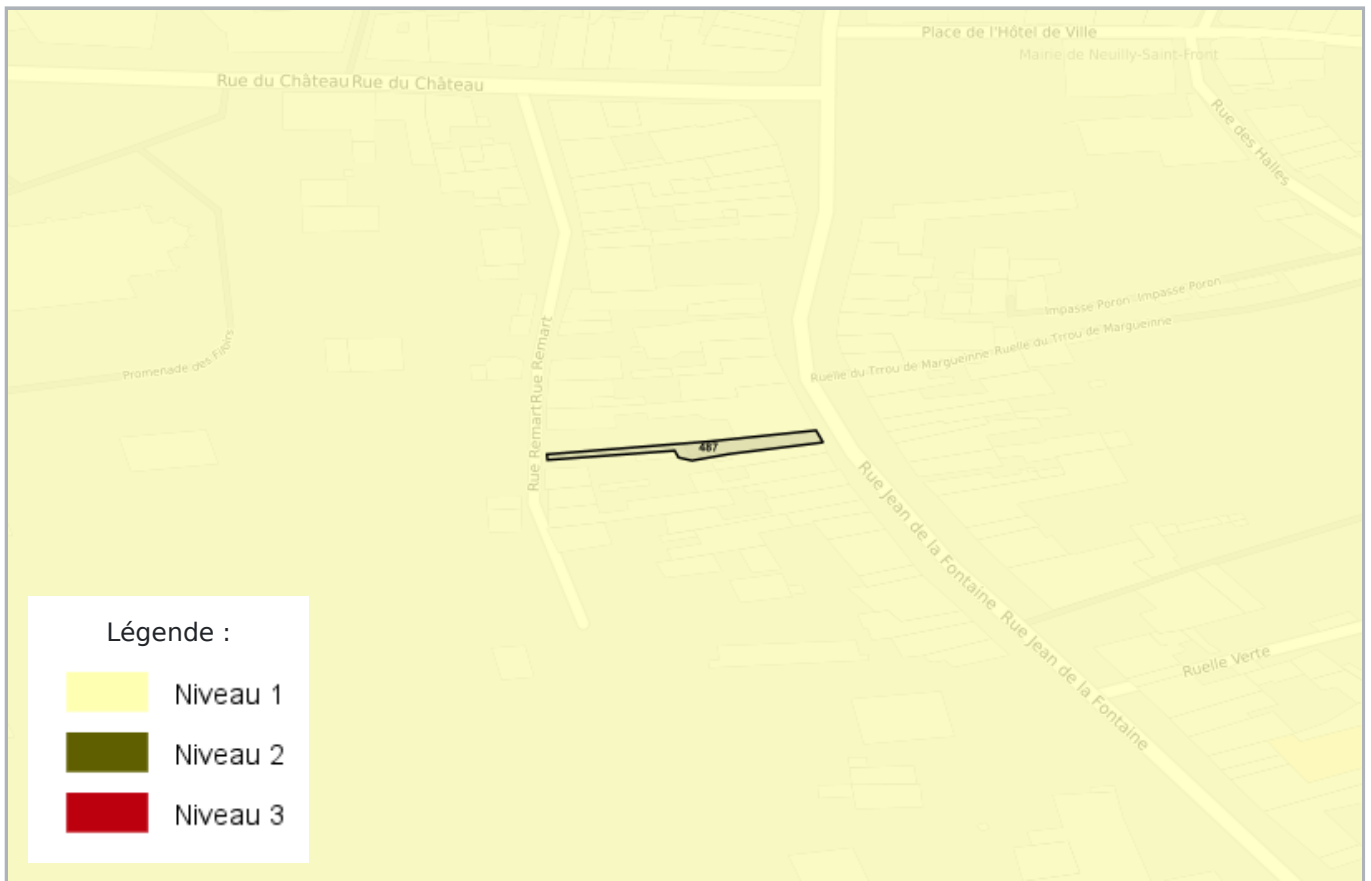 Place de l'Hôtel de Ville
Mairie de Neuilly-Saint-Front
Rue du Château Rue du Château
Rue des Halles
Impasse Poron Impasse Poron
Ruelle du Trrou de Margueinne Ruelle du Trrou de Margueinne
Rue Remart Rue Remart
Promenade des Filoirs
487
Rue Jean de la Fontaine Rue Jean de la Fontaine
Ruelle Verte
Légende :
Niveau 1
Niveau 2
Niveau 3